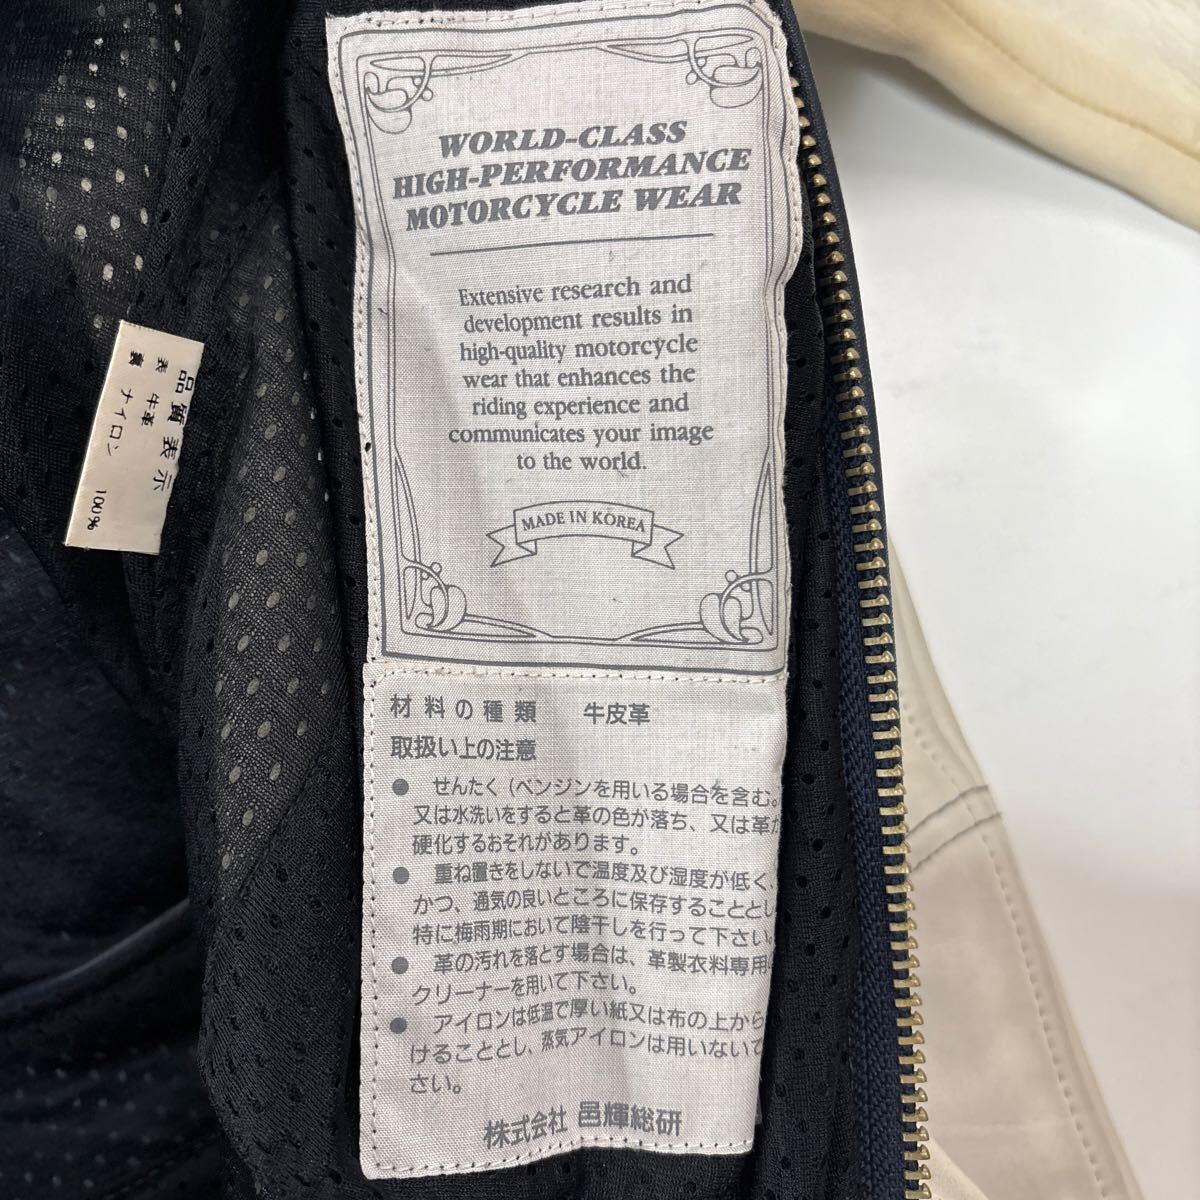 WORLD-CLASS
HIGH-PERFORMANCE
MOTORCYCLE WEAR
Extensive research and
development results in
high-quality motorcycle
wear that enhances the
riding experience and
communicates your image
to the world.
MADE IN KOREA
材料の種類 牛皮革
取扱い上の注意
● せんたく(ベンジンを用いる場合を含む。
又は水洗いをすると革の色が落ち、又は革が
硬化するおそれがあります。
● 重ね置きをしないで温度及び湿度が低く、
かつ、通気の良いところに保存することとし
特に梅雨期において陰干しを行って下さい。
● 革の汚れを落とす場合は、革製衣料専用
クリーナーを用いて下さい。
● アイロンは低温で厚い紙又は布の上から
けることとし、蒸気アイロンは用いないで
さい。
株式会社 邑輝総研
品質表示
表 牛革
裏 ナイロン 100%